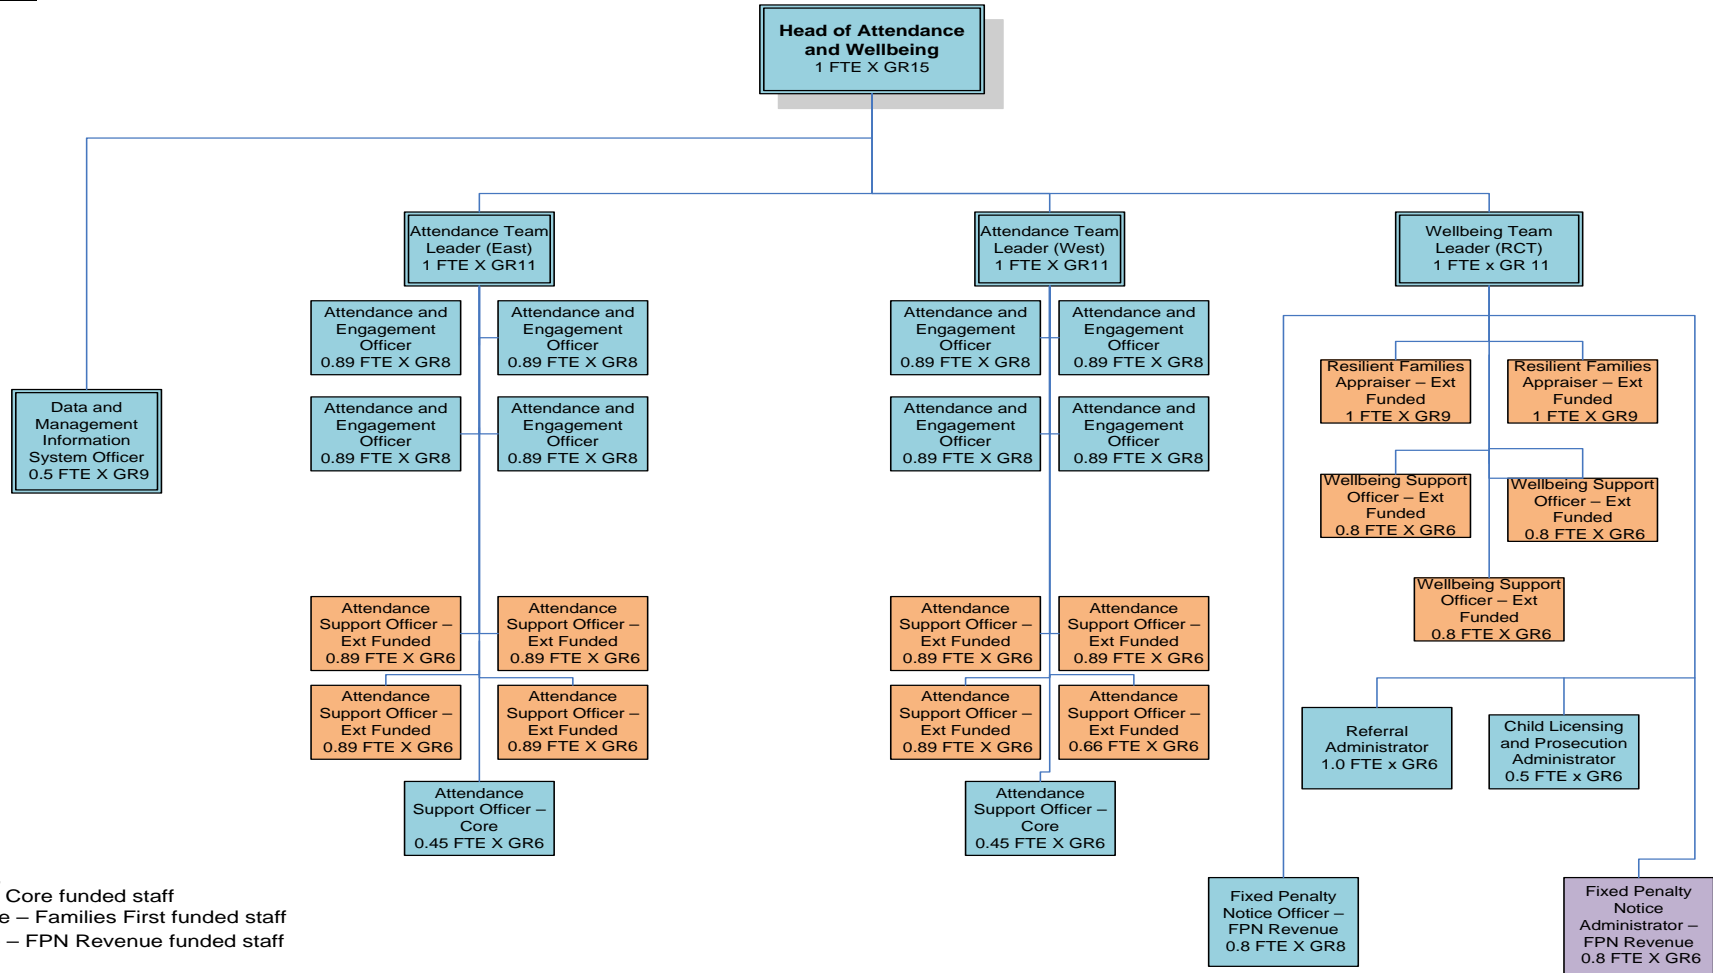 Head of Attendance
and Wellbeing
1 FTE X GR15
Attendance Team
Leader (East)
1 FTE X GR11
Attendance Team
Leader (West)
1 FTE X GR11
Wellbeing Team
Leader (RCT)
1 FTE x GR 11
Data and
Management
Information
System Officer
0.5 FTE X GR9
Attendance and
Engagement
Officer
0.89 FTE X GR8
Attendance and
Engagement
Officer
0.89 FTE X GR8
Attendance and
Engagement
Officer
0.89 FTE X GR8
Attendance and
Engagement
Officer
0.89 FTE X GR8
Attendance
Support Officer –
Ext Funded
0.89 FTE X GR6
Attendance
Support Officer –
Ext Funded
0.89 FTE X GR6
Attendance
Support Officer –
Ext Funded
0.89 FTE X GR6
Attendance
Support Officer –
Ext Funded
0.89 FTE X GR6
Attendance
Support Officer –
Core
0.45 FTE X GR6
Attendance and
Engagement
Officer
0.89 FTE X GR8
Attendance and
Engagement
Officer
0.89 FTE X GR8
Attendance and
Engagement
Officer
0.89 FTE X GR8
Attendance and
Engagement
Officer
0.89 FTE X GR8
Attendance
Support Officer –
Ext Funded
0.89 FTE X GR6
Attendance
Support Officer –
Ext Funded
0.89 FTE X GR6
Attendance
Support Officer –
Ext Funded
0.89 FTE X GR6
Attendance
Support Officer –
Ext Funded
0.66 FTE X GR6
Attendance
Support Officer –
Core
0.45 FTE X GR6
Resilient Families
Appraiser – Ext
Funded
1 FTE X GR9
Resilient Families
Appraiser – Ext
Funded
1 FTE X GR9
Wellbeing Support
Officer – Ext
Funded
0.8 FTE X GR6
Wellbeing Support
Officer – Ext
Funded
0.8 FTE X GR6
Wellbeing Support
Officer – Ext
Funded
0.8 FTE X GR6
Referral
Administrator
1.0 FTE x GR6
Child Licensing
and Prosecution
Administrator
0.5 FTE x GR6
Fixed Penalty
Notice Officer –
FPN Revenue
0.8 FTE X GR8
Fixed Penalty
Notice
Administrator –
FPN Revenue
0.8 FTE X GR6
Core funded staff
– Families First funded staff
– FPN Revenue funded staff